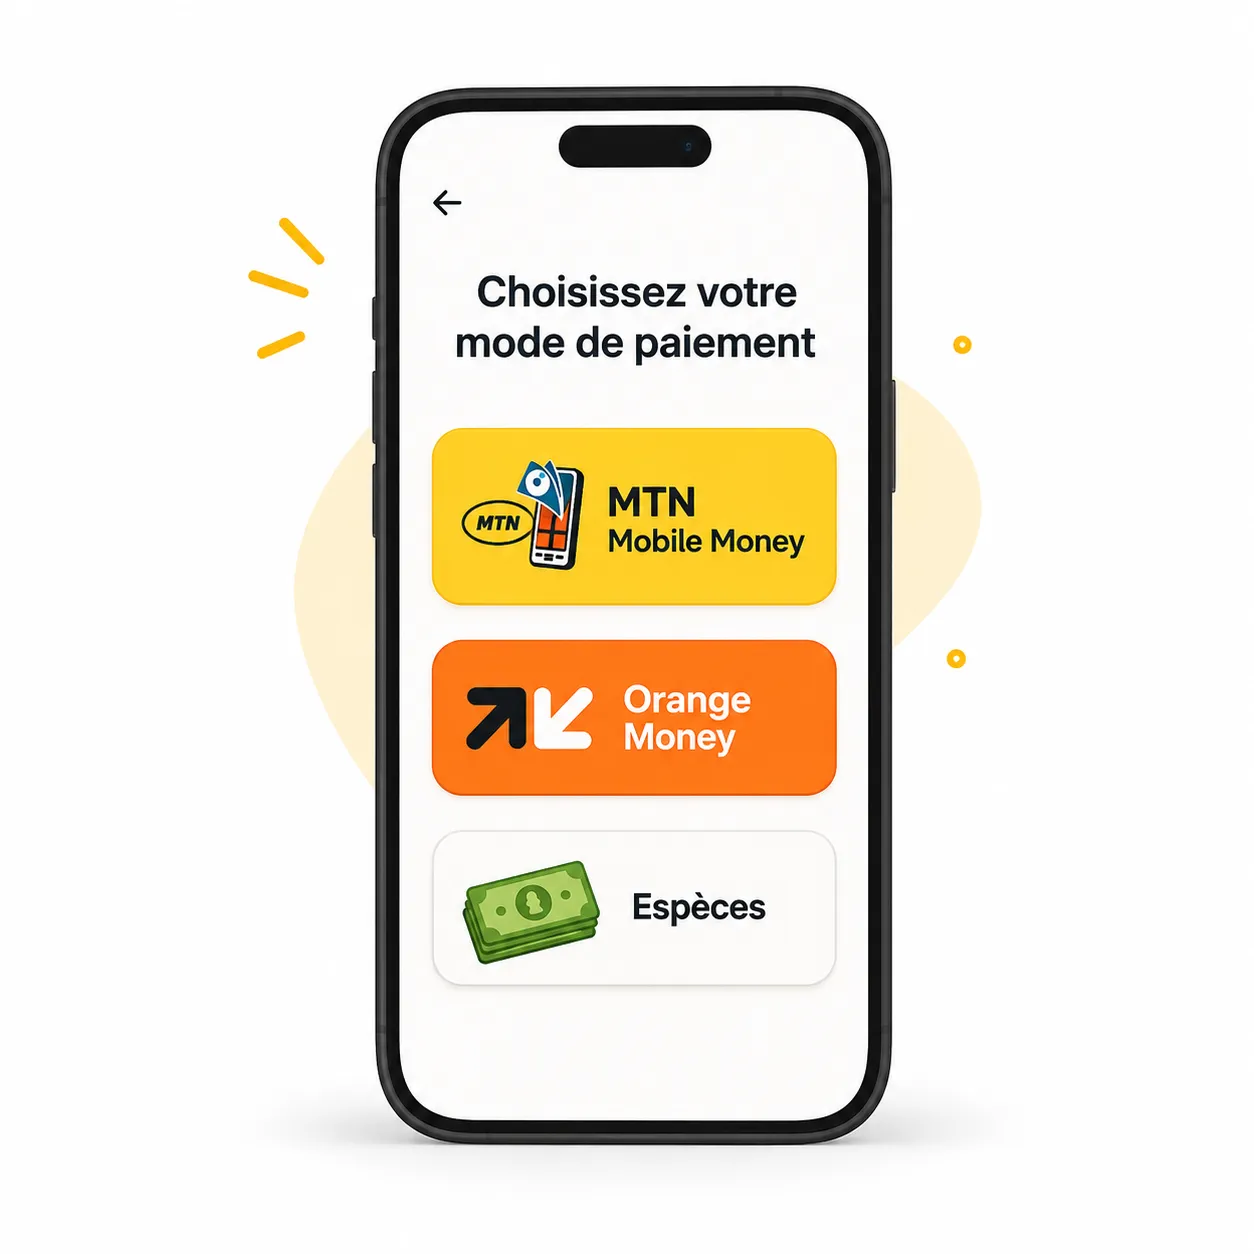 Choisissez votre
mode de paiement
MTN
MTN
Mobile Money
Orange
Money
Espèces